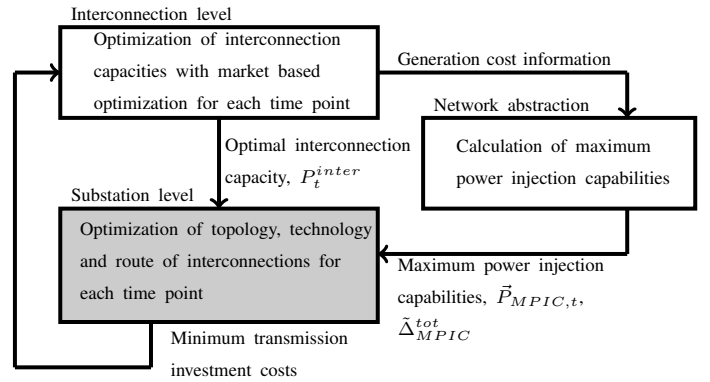 Interconnection level
Optimization of interconnection
capacities with market based
optimization for each time point
Generation cost information
Network abstraction
Calculation of maximum
power injection capabilities
Optimal interconnection
capacity, $P_t^{inter}$
Substation level
Optimization of topology, technology
and route of interconnections for
each time point
Maximum power injection
capabilities, $\vec{P}_{MPIC,t}$,
$\tilde{\Delta}_{MPIC}^{tot}$
Minimum transmission
investment costs